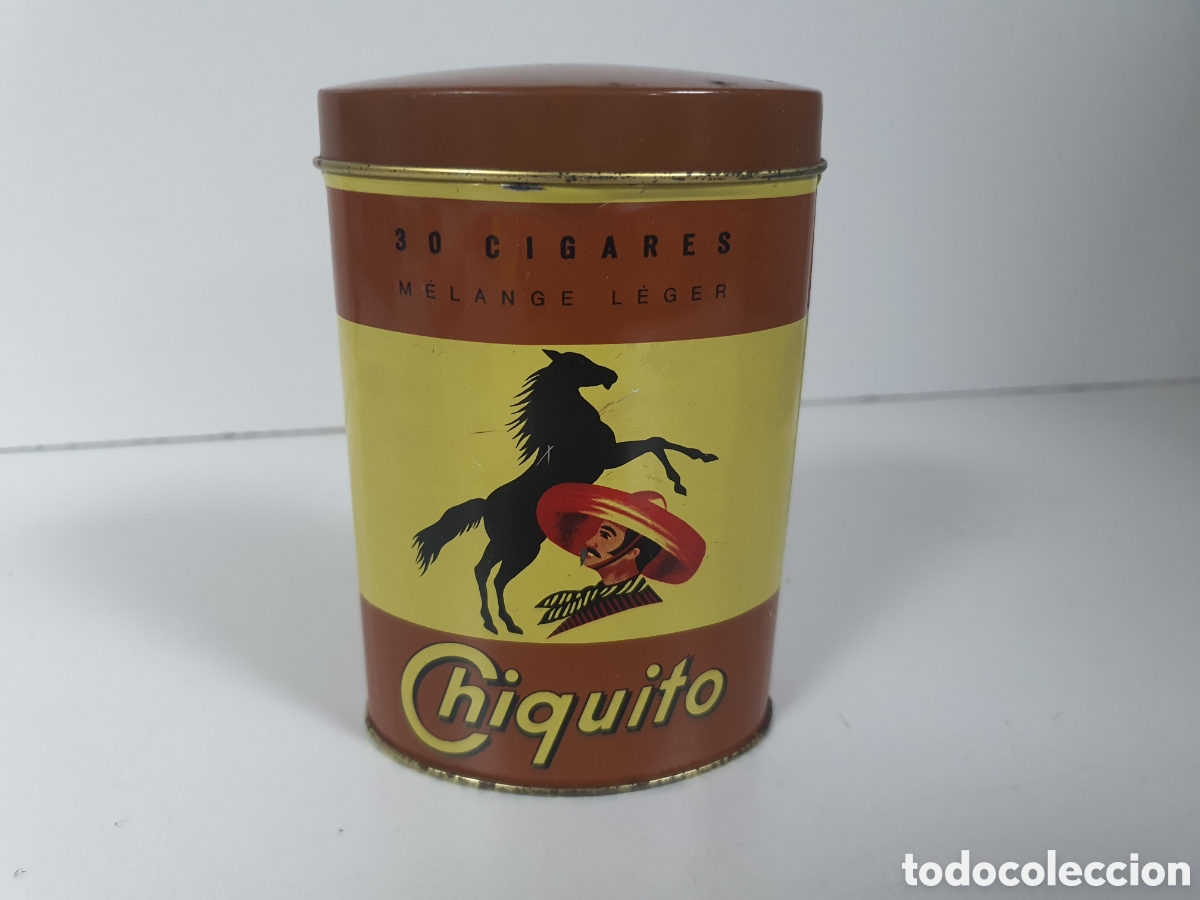 30 CIGARES
MÉLANGE LÉGER
Chiquito
todocoleccion